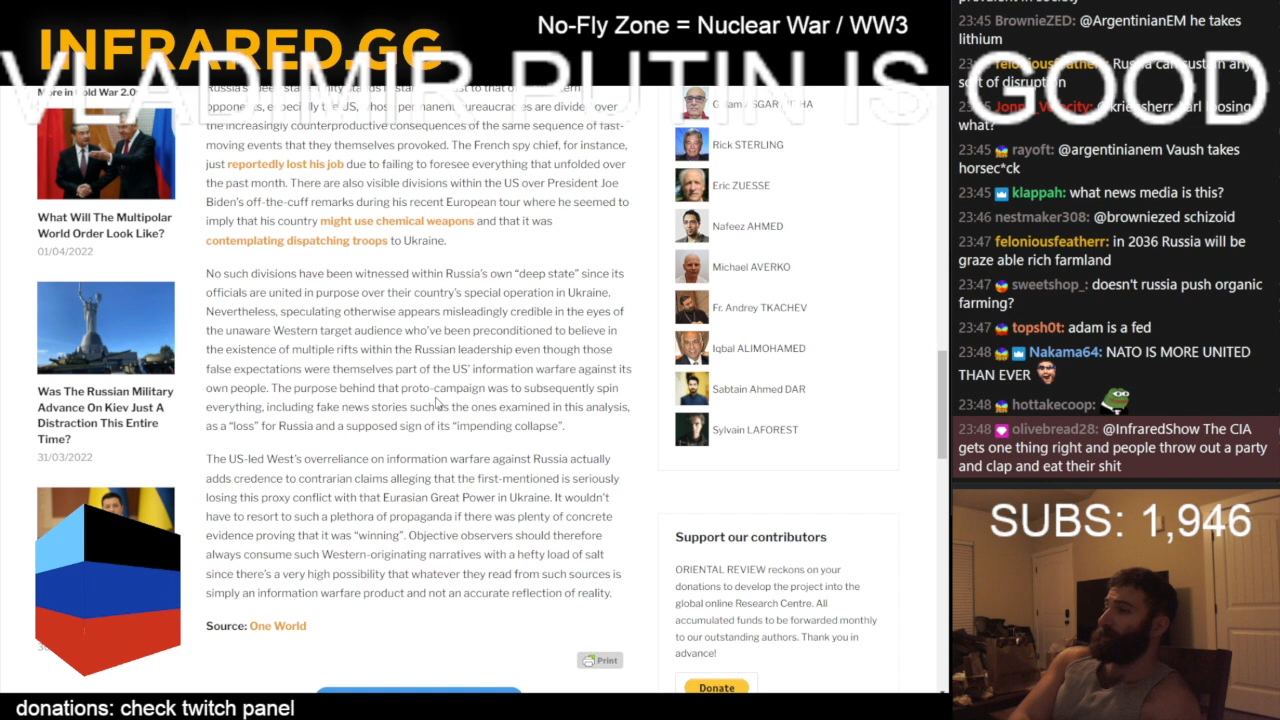 INFRARED.GG
No-Fly Zone = Nuclear War / WW3
VLADIMIR PUTIN IS GOOD
More in Cold War 2.0:
What Will The Multipolar
World Order Look Like?
01/04/2022
Was The Russian Military
Advance On Kiev Just A
Distraction This Entire
Time?
31/03/2022
the increasingly counterproductive consequences of the same sequence of fast-
moving events that they themselves provoked. The French spy chief, for instance,
just reportedly lost his job due to failing to foresee everything that unfolded over
the past month. There are also visible divisions within the US over President Joe
Biden's off-the-cuff remarks during his recent European tour where he seemed to
imply that his country might use chemical weapons and that it was
contemplating dispatching troops to Ukraine.
No such divisions have been witnessed within Russia's own “deep state” since its
officials are united in purpose over their country's special operation in Ukraine.
Nevertheless, speculating otherwise appears misleadingly credible in the eyes of
the unaware Western target audience who've been preconditioned to believe in
the existence of multiple rifts within the Russian leadership even though those
false expectations were themselves part of the US' information warfare against its
own people. The purpose behind that proto-campaign was to subsequently spin
everything, including fake news stories such as the ones examined in this analysis,
as a “loss” for Russia and a supposed sign of its “impending collapse”.
The US-led West's overreliance on information warfare against Russia actually
adds credence to contrarian claims alleging that the first-mentioned is seriously
losing this proxy conflict with that Eurasian Great Power in Ukraine. It wouldn't
have to resort to such a plethora of propaganda if there was plenty of concrete
evidence proving that it was “winning”. Objective observers should therefore
always consume such Western-originating narratives with a hefty load of salt
since there's a very high possibility that whatever they read from such sources is
simply an information warfare product and not an accurate reflection of reality.
Source: One World
Print
Rick STERLING
Eric ZUESSE
Nafeez AHMED
Michael AVERKO
Fr. Andrey TKACHEV
Iqbal ALIMOHAMED
Sabtain Ahmed DAR
Sylvain LAFOREST
Support our contributors
ORIENTAL REVIEW reckons on your
donations to develop the project into the
global online Research Centre. All
accumulated funds to be forwarded monthly
to our outstanding authors. Thank you in
advance!
Donate
23:45 BrownieZED: @ArgentinianEM he takes
lithium
feloniousfeatherr: Russia can sustain any
sort of disruption
23:45 rayoft: @argentinianem Vaush takes
horsec*ck
23:45 klappah: what news media is this?
23:46 nestmaker308: @browniezed schizoid
23:47 feloniousfeatherr: in 2036 Russia will be
graze able rich farmland
23:47 sweetshop_: doesn't russia push organic
farming?
23:47 topsh0t: adam is a fed
23:48 Nakama64: NATO IS MORE UNITED
THAN EVER
23:48 hottakecoop:
23:48 olivebread28: @InfraredShow The CIA
gets one thing right and people throw out a party
and clap and eat their shit
SUBS: 1,946
donations: check twitch panel